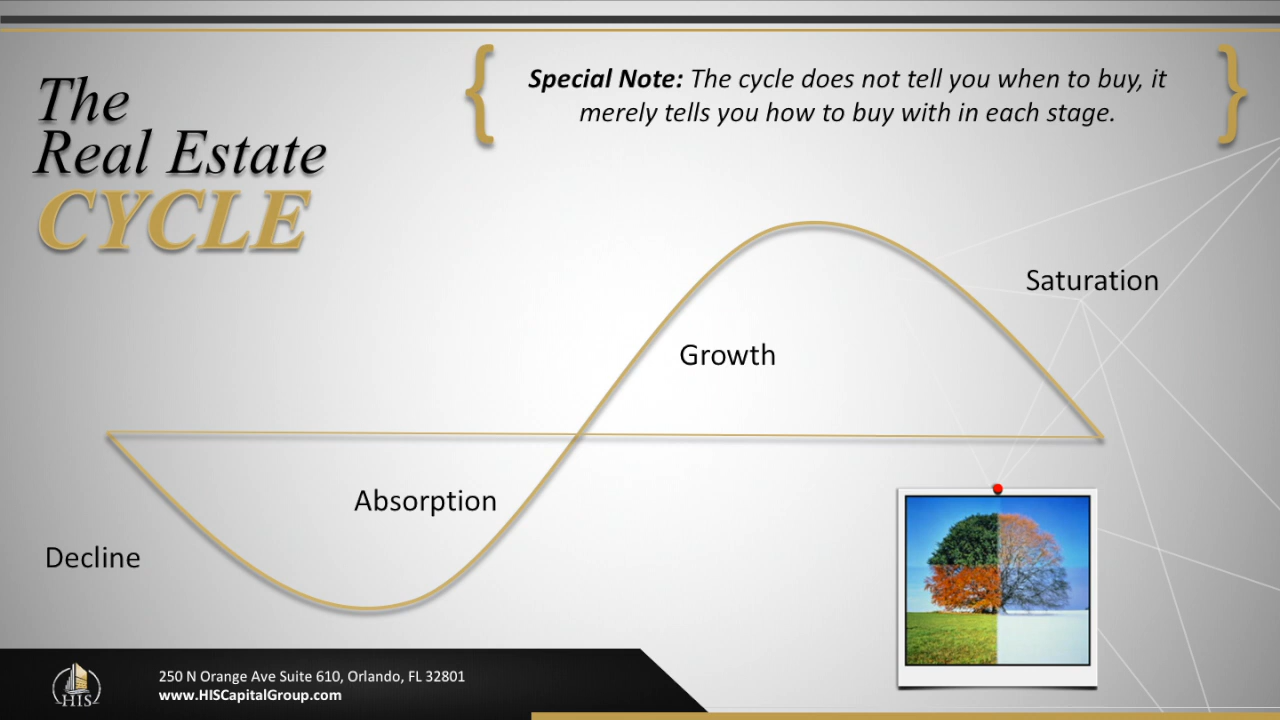 The
Real Estate
CYCLE
Special Note: The cycle does not tell you when to buy, it
merely tells you how to buy with in each stage.
Saturation
Growth
Absorption
Decline
HIS
250 N Orange Ave Suite 610, Orlando, FL 32801
www.HISCapitalGroup.com